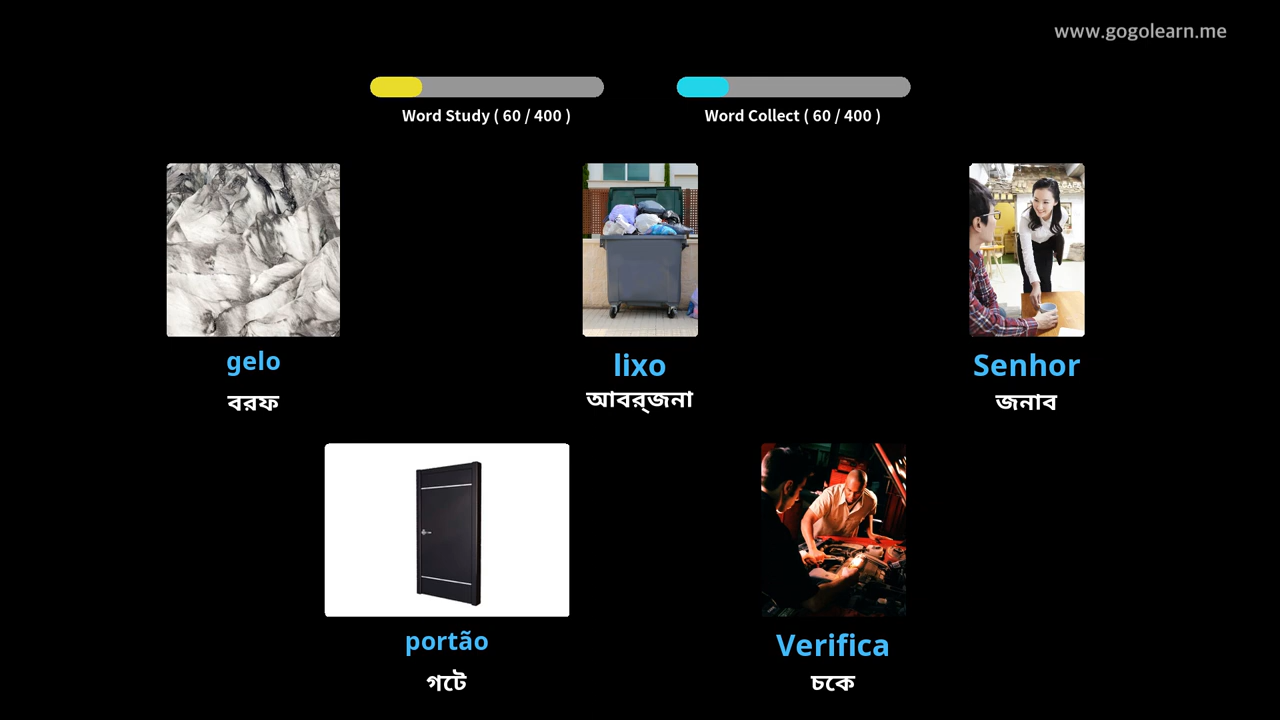 www.gogolearn.me
Word Study ( 60 / 400 )
Word Collect ( 60 / 400 )
gelo
lixo
Senhor
বরফ
আবর্জনা
জনাব
portão
Verifica
গটে
চকে